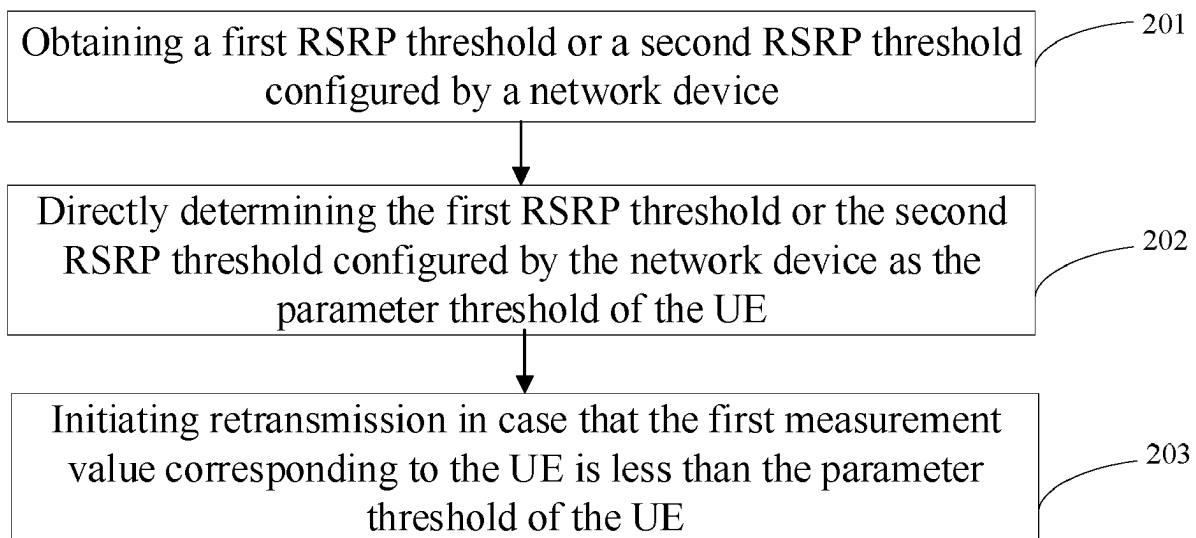 Obtaining a first RSRP threshold or a second RSRP threshold
configured by a network device
201
Directly determining the first RSRP threshold or the second
RSRP threshold configured by the network device as the
parameter threshold of the UE
202
Initiating retransmission in case that the first measurement
value corresponding to the UE is less than the parameter
threshold of the UE
203